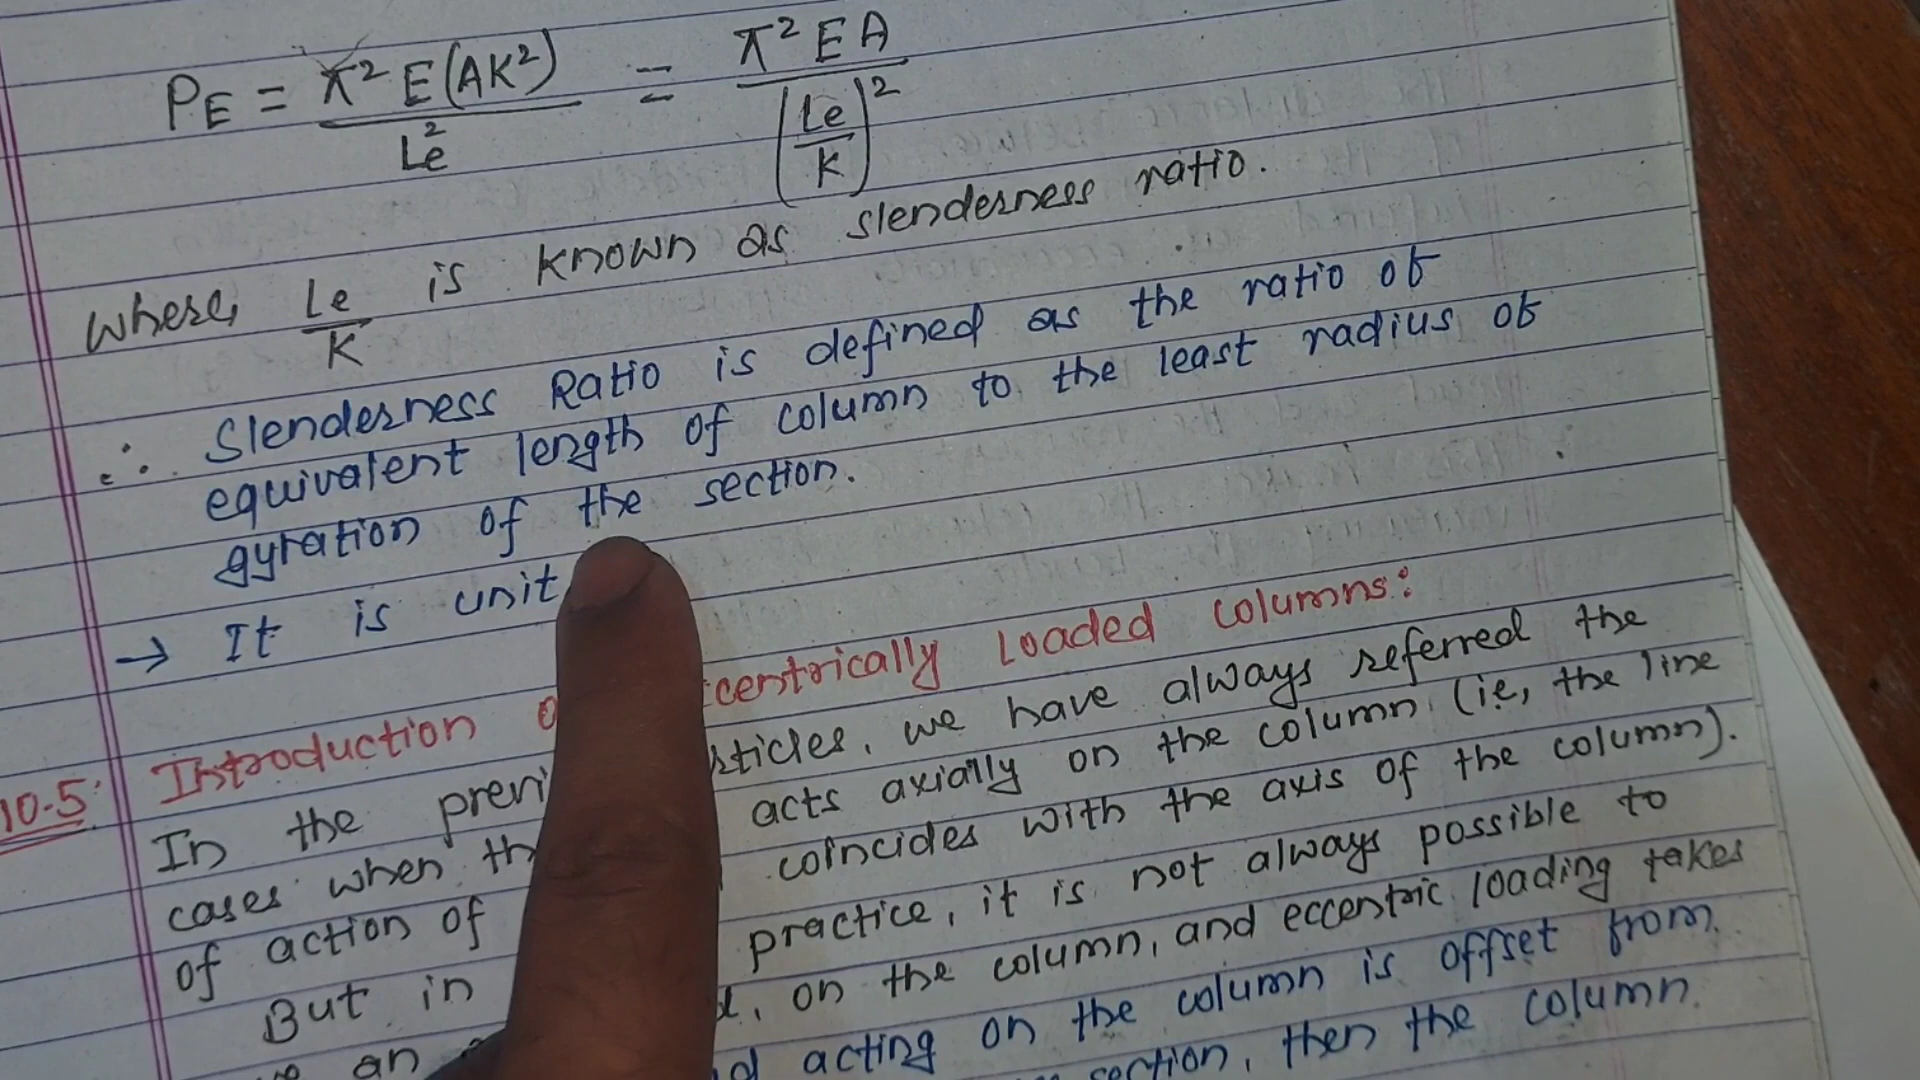 PE = π² E(AK²) / Le² = π² EA / (Le/K)²
Where, Le/K is known as slenderness ratio.
∴ Slenderness Ratio is defined as the ratio of
equivalent length of column to the least radius of
gyration of the section.
→ It is unit
10.5: Introduction centrically Loaded columns:
In the previ rticles, we have always referred the
cases when th acts axially on the column (ie, the line
of action of coincides with the axis of the column).
But in practice, it is not always possible to
an on the column, and eccentric loading takes
acting on the column is offset from
section, then the column